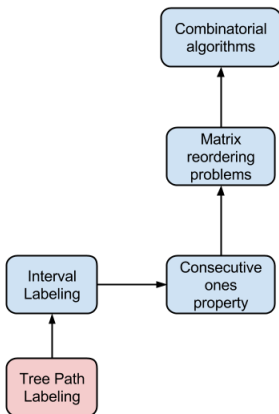 Combinatorial
algorithms
Matrix
reordering
problems
Interval
Labeling
Consecutive
ones
property
Tree Path
Labeling